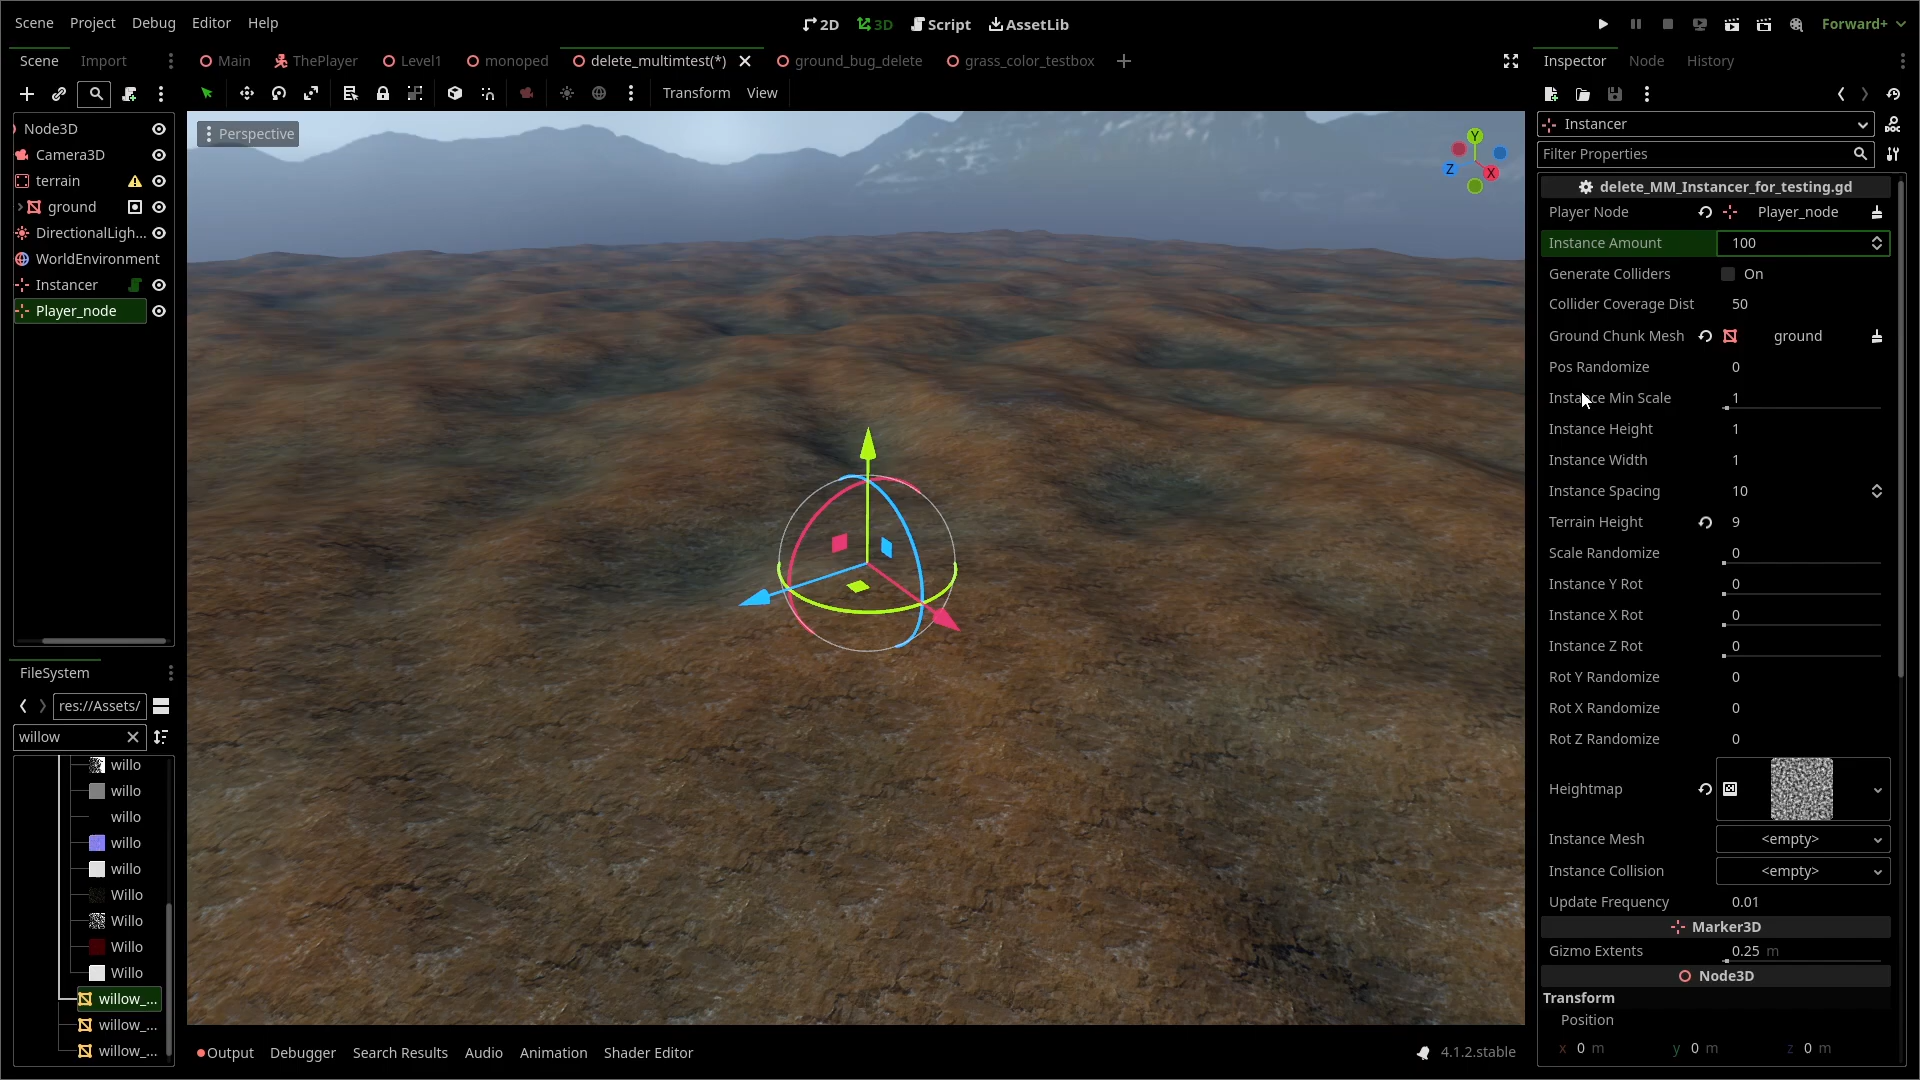 Scene Project Debug Editor Help
2D 3D Script AssetLib
Forward+
Scene Import
Main ThePlayer Level1 monoped delete_multimtest(*) ground_bug_delete grass_color_testbox
Transform View
Node3D
Camera3D
terrain
ground
DirectionalLigh...
WorldEnvironment
Instancer
Player_node
FileSystem
res://Assets/
willow
willo
willo
willo
willo
willo
Willo
Willo
Willo
Willo
willow_...
willow_...
willow_...
Perspective
Y
Z
X
Output Debugger Search Results Audio Animation Shader Editor
4.1.2.stable
Inspector Node History
Instancer
DOC
Filter Properties
delete_MM_Instancer_for_testing.gd
Player Node Player_node
Instance Amount 100
Generate Colliders On
Collider Coverage Dist 50
Ground Chunk Mesh ground
Pos Randomize 0
Instance Min Scale 1
Instance Height 1
Instance Width 1
Instance Spacing 10
Terrain Height 9
Scale Randomize 0
Instance Y Rot 0
Instance X Rot 0
Instance Z Rot 0
Rot Y Randomize 0
Rot X Randomize 0
Rot Z Randomize 0
Heightmap
Instance Mesh <empty>
Instance Collision <empty>
Update Frequency 0.01
Marker3D
Gizmo Extents 0.25 m
Node3D
Transform
Position
x 0 m y 0 m z 0 m